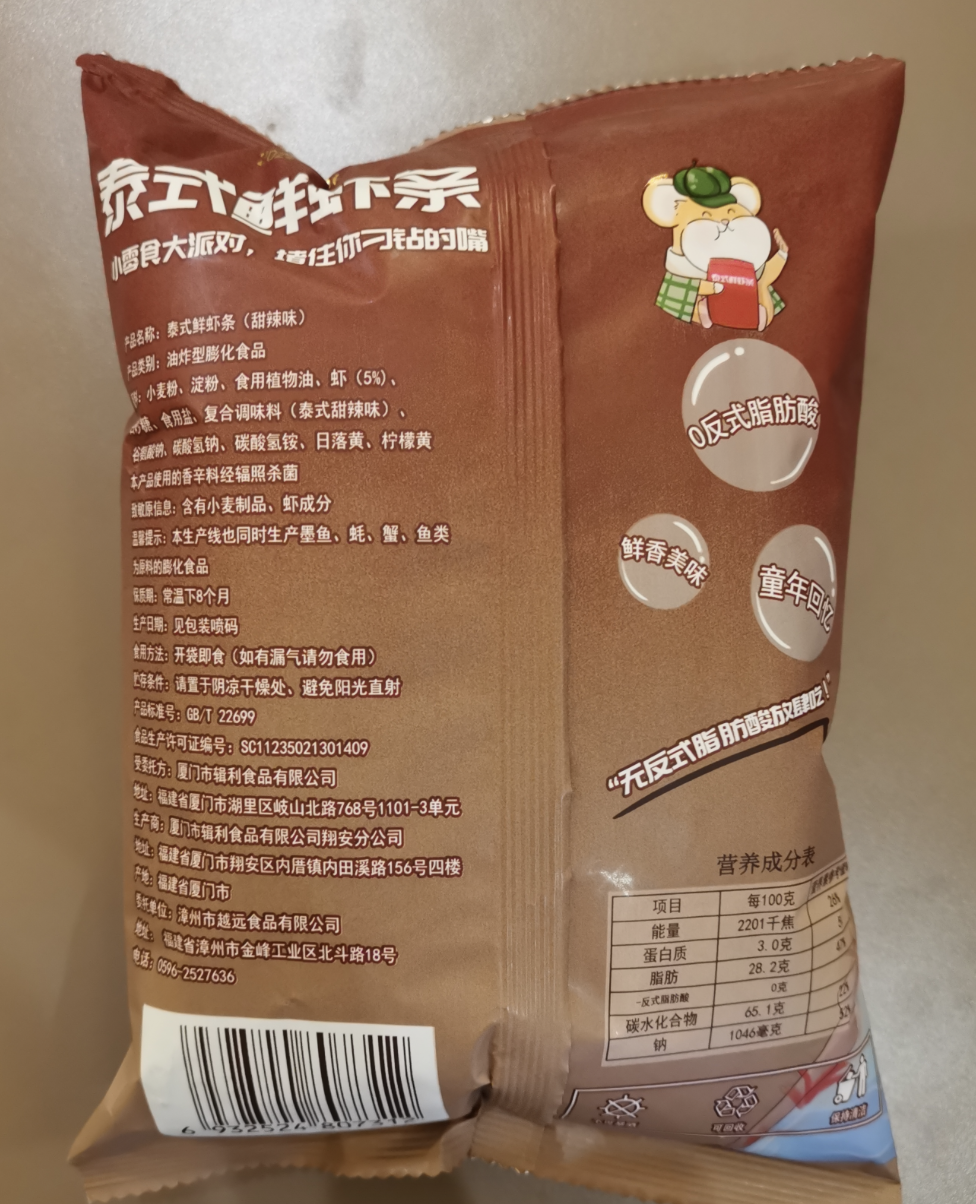 泰式鲜虾条
小零食大派对，堵住你刁钻的嘴
产品名称：泰式鲜虾条（甜辣味）
产品类别：油炸型膨化食品
小麦粉、淀粉、食用植物油、虾（5%）、
糖、食用盐、复合调味料（泰式甜辣味）、
谷氨酸钠、碳酸氢钠、碳酸氢铵、日落黄、柠檬黄
本产品使用的香辛料经辐照杀菌
致敏原信息：含有小麦制品、虾成分
温馨提示：本生产线也同时生产墨鱼、蚝、蟹、鱼类
为原料的膨化食品
保质期：常温下8个月
生产日期：见包装喷码
食用方法：开袋即食（如有漏气请勿食用）
贮存条件：请置于阴凉干燥处、避免阳光直射
产品标准号：GB/T 22699
食品生产许可证编号：SC11235021301409
受委托方：厦门市辑利食品有限公司
地址：福建省厦门市湖里区岐山北路768号1101-3单元
生产商：厦门市辑利食品有限公司翔安分公司
地址：福建省厦门市翔安区内厝镇内田溪路156号四楼
产地：福建省厦门市
委托单位：漳州市越远食品有限公司
地址：福建省漳州市金峰工业区北斗路18号
电话：0596-2527636
0反式脂肪酸
鲜香美味
童年回忆
“无反式脂肪酸放肆吃！”
营养成分表
项目 每100克
能量 2201千焦 26%
蛋白质 3.0克
脂肪 28.2克
-反式脂肪酸 0克
碳水化合物 65.1克 22%
钠 1046毫克 52%
可回收
保持清洁